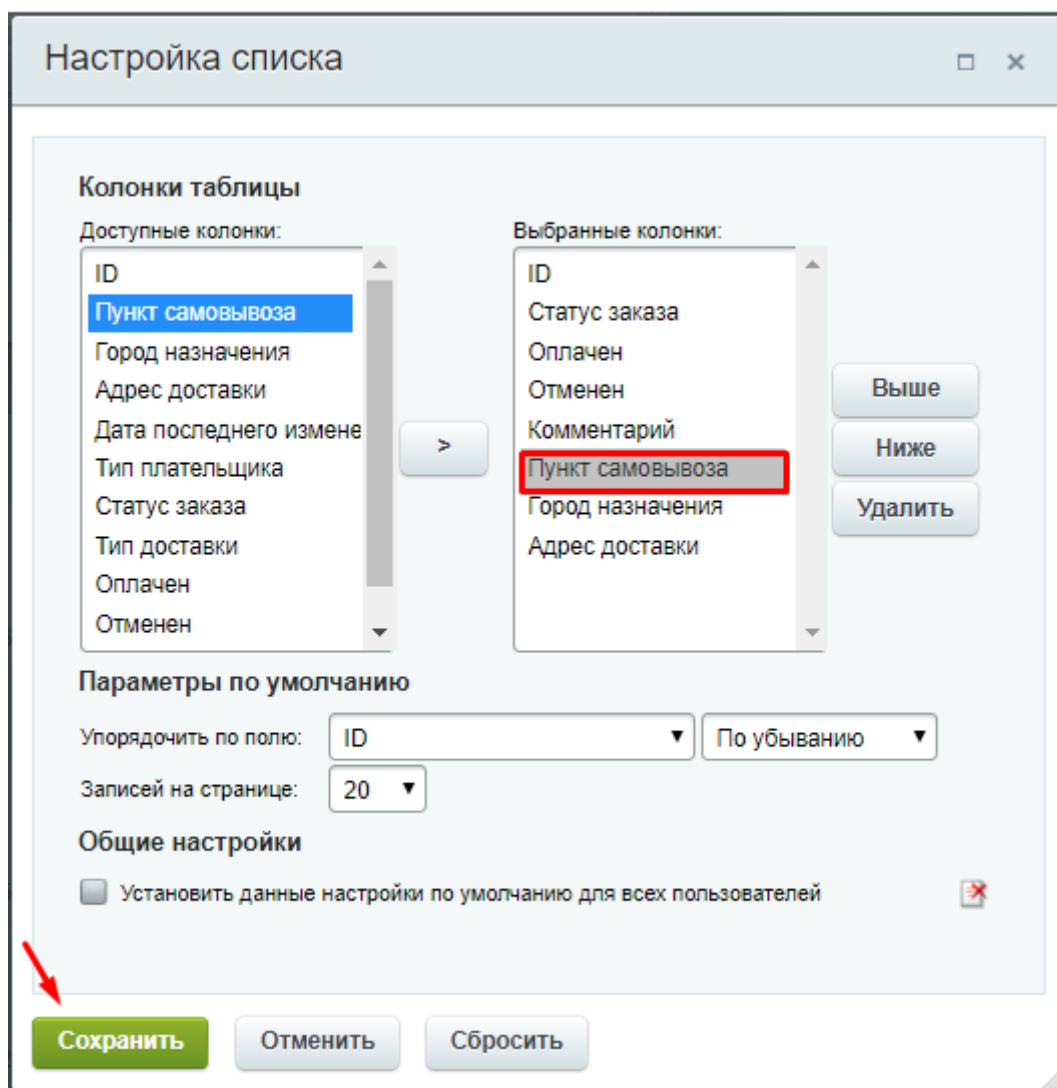 Настройка списка
Колонки таблицы
Доступные колонки:
ID
Пункт самовывоза
Город назначения
Адрес доставки
Дата последнего измене
Тип плательщика
Статус заказа
Тип доставки
Оплачен
Отменен
>
Выбранные колонки:
ID
Статус заказа
Оплачен
Отменен
Комментарий
Пункт самовывоза
Город назначения
Адрес доставки
Выше
Ниже
Удалить
Параметры по умолчанию
Упорядочить по полю: ID По убыванию
Записей на странице: 20
Общие настройки
Установить данные настройки по умолчанию для всех пользователей
Сохранить Отменить Сбросить